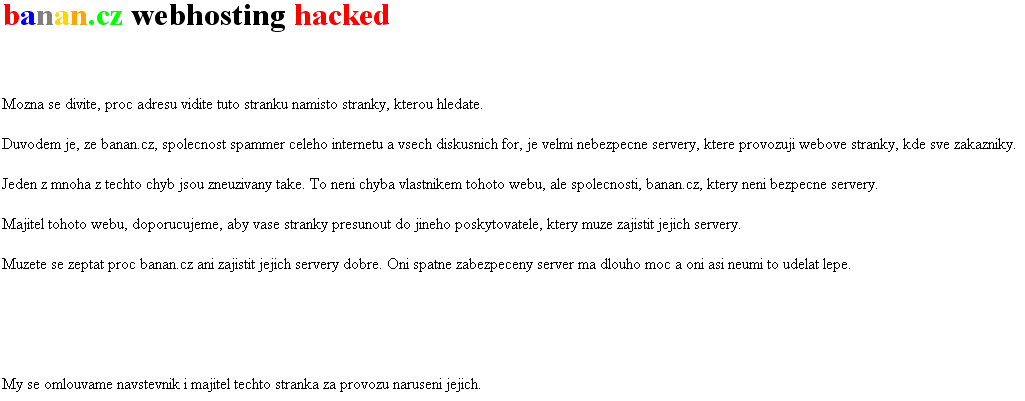 banan.cz webhosting hacked
Mozna se divite, proc adresu vidite tuto stranku namisto stranky, kterou hledate.
Duvodem je, ze banan.cz, spolecnost spammer celeho internetu a vsech diskusnich for, je velmi nebezpecne servery, ktere provozuji webove stranky, kde sve zakazniky.
Jeden z mnoha z techto chyb jsou zneuzivany take. To neni chyba vlastnikem tohoto webu, ale spolecnosti, banan.cz, ktery neni bezpecne servery.
Majitel tohoto webu, doporucujeme, aby vase stranky presunout do jineho poskytovatele, ktery muze zajistit jejich servery.
Muzete se zeptat proc banan.cz ani zajistit jejich servery dobre. Oni spatne zabezpeceny server ma dlouho moc a oni asi neumi to udelat lepe.
My se omlouvame navstevnik i majitel techto stranka za provozu naruseni jejich.